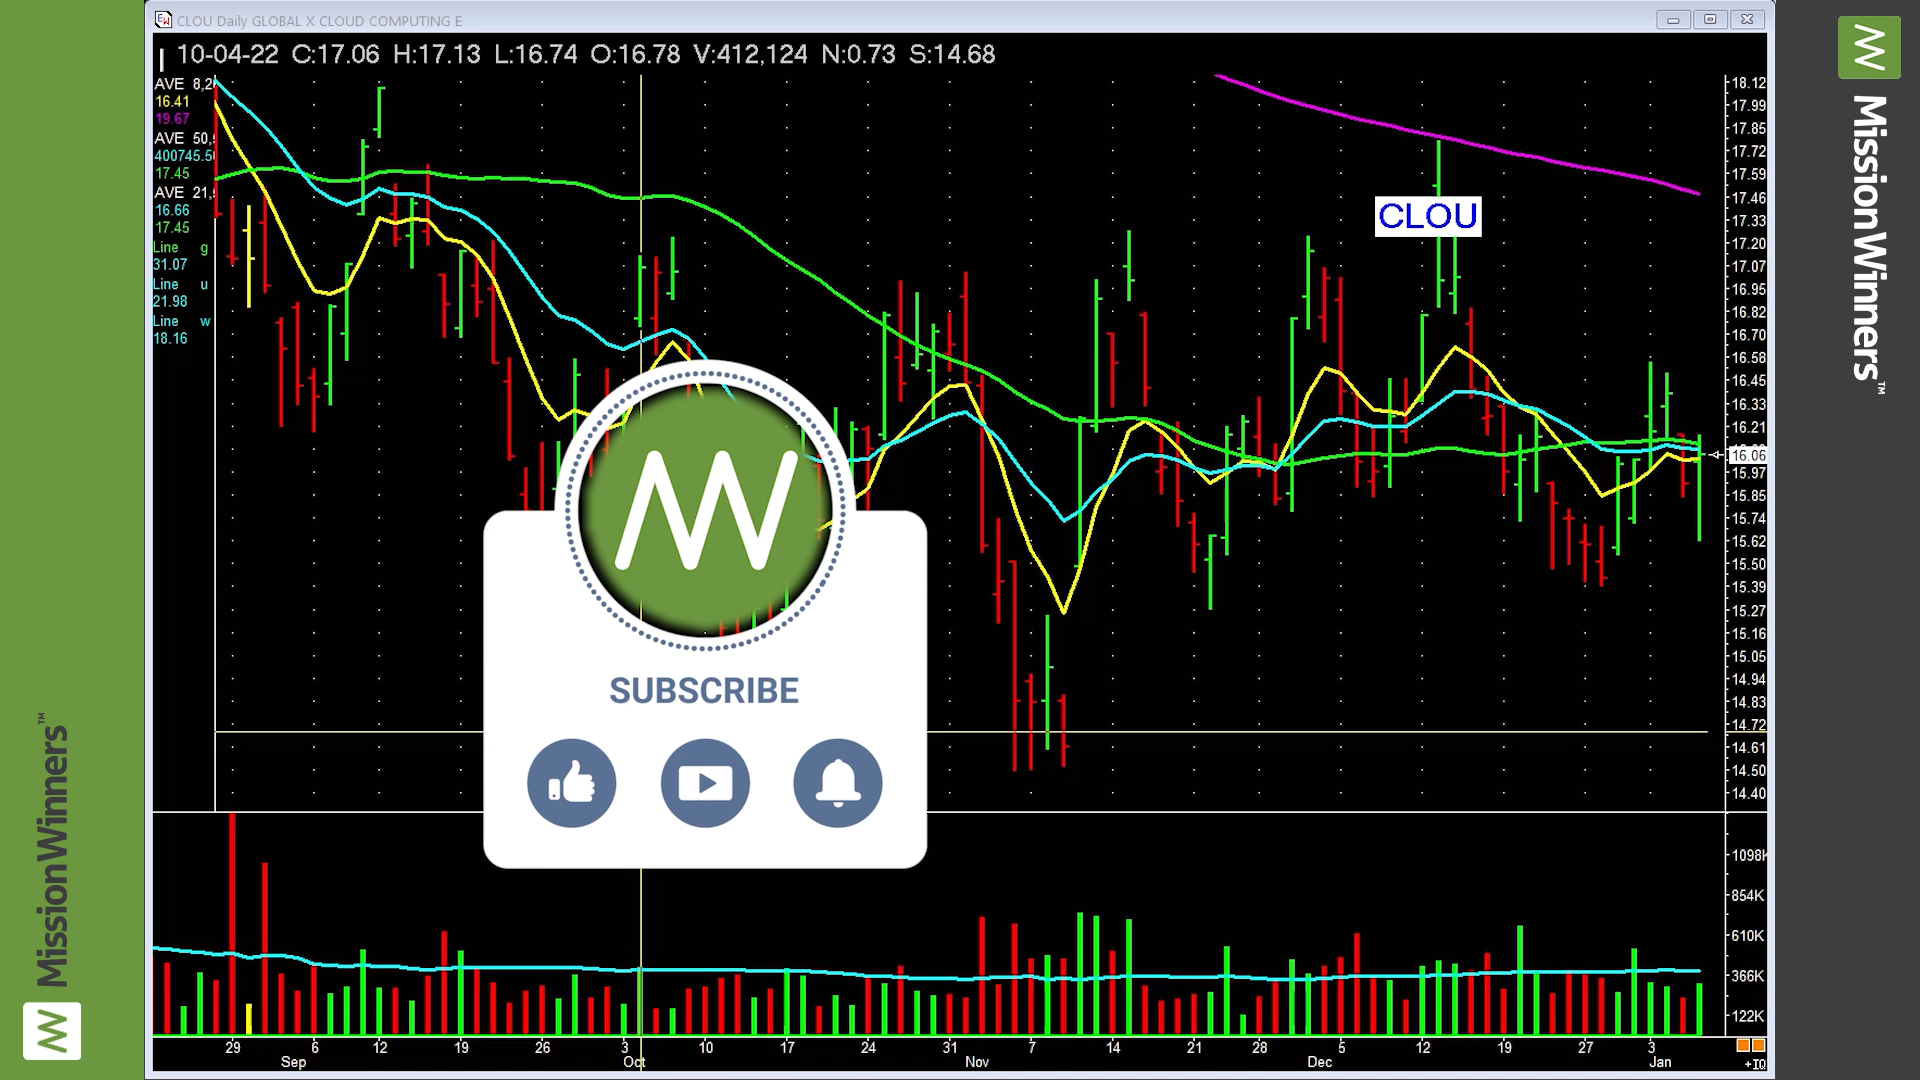 CLOU Daily GLOBAL X CLOUD COMPUTING E
10-04-22 C:17.06 H:17.13 L:16.74 O:16.78 V:412,124 N:0.73 S:14.68
AVE 8,2
16.41
19.67
AVE 50,
400745.5
17.45
AVE 21,
16.66
17.45
Line g
31.07
Line u
21.98
Line w
18.16
CLOU
18.12
17.99
17.85
17.72
17.59
17.46
17.33
17.20
17.07
16.95
16.82
16.70
16.58
16.45
16.33
16.21
16.06
15.97
15.85
15.74
15.62
15.50
15.39
15.27
15.16
15.05
14.94
14.83
14.72
14.61
14.50
14.40
SUBSCRIBE
1098K
854K
610K
366K
122K
29 6 12 19 26 3 10 17 24 31 7 14 21 28 5 12 19 27 3
Sep Oct Nov Dec Jan
+IQ
MissionWinners™
MissionWinners™